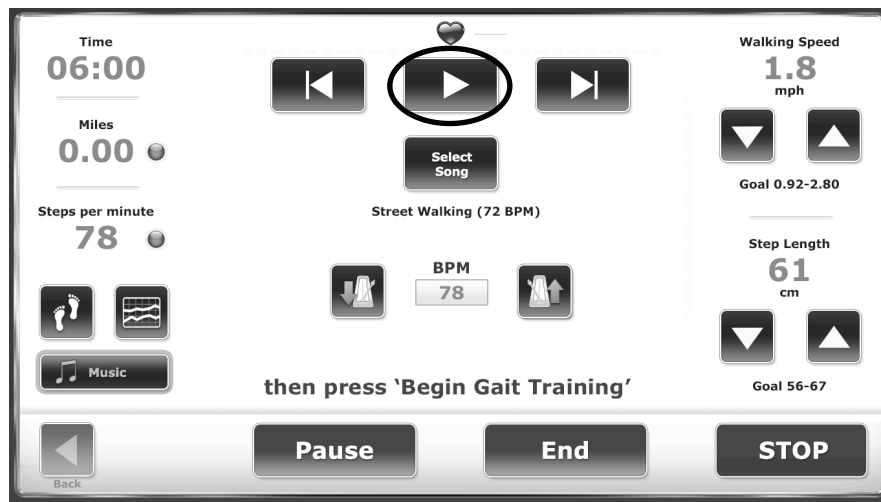 Time
06:00
Miles
0.00
Steps per minute
78
Music
Select
Song
Street Walking (72 BPM)
BPM
78
then press ‘Begin Gait Training’
Walking Speed
1.8
mph
Goal 0.92-2.80
Step Length
61
cm
Goal 56-67
Back
Pause
End
STOP